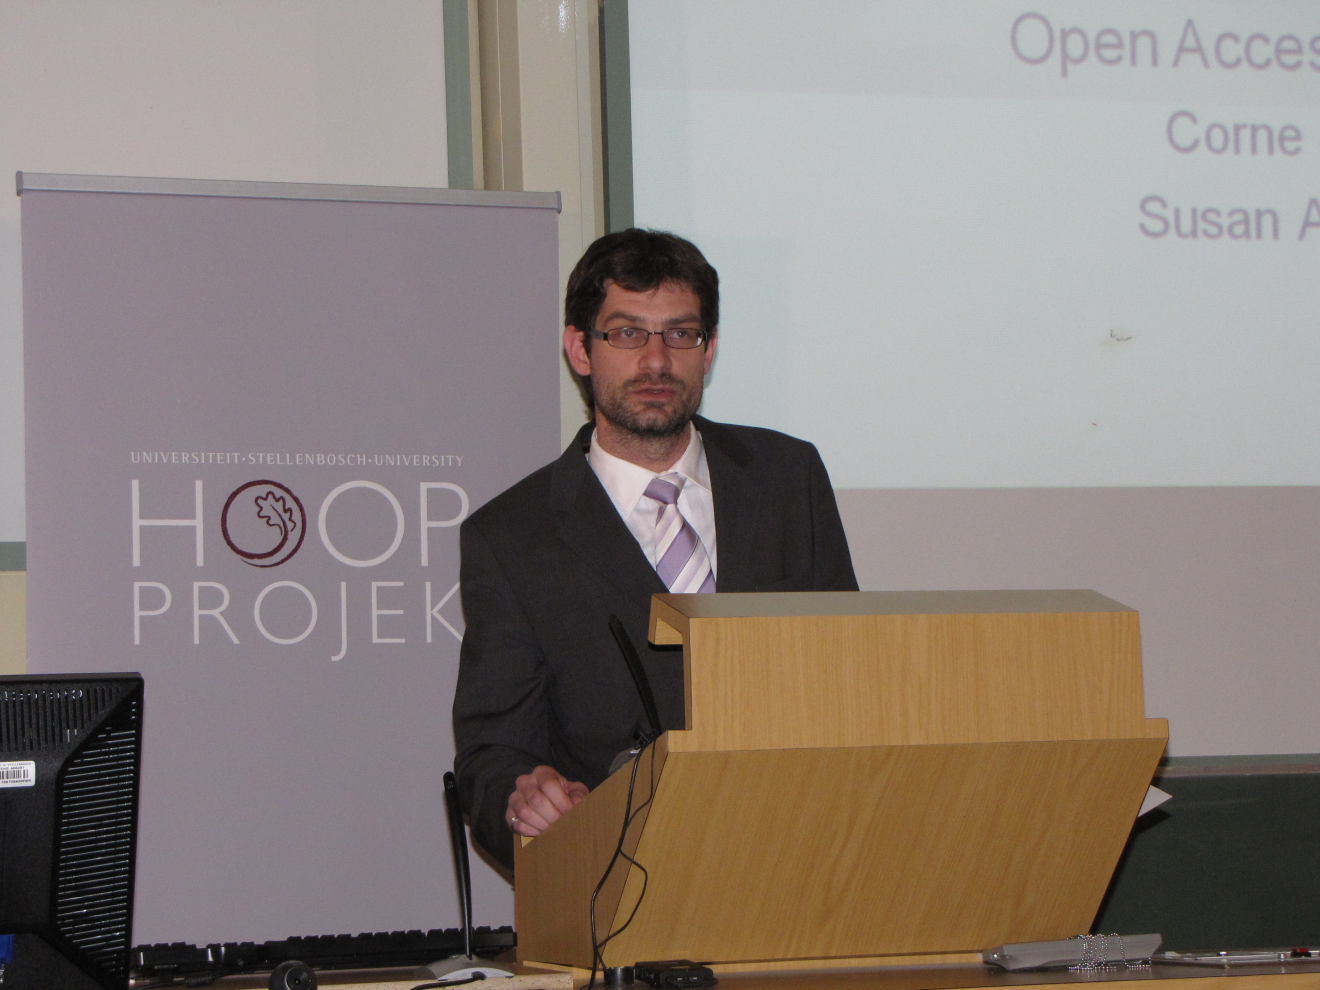 Open Acces
Corne
Susan A
UNIVERSITEIT·STELLENBOSCH·UNIVERSITY
HOOP
PROJEK